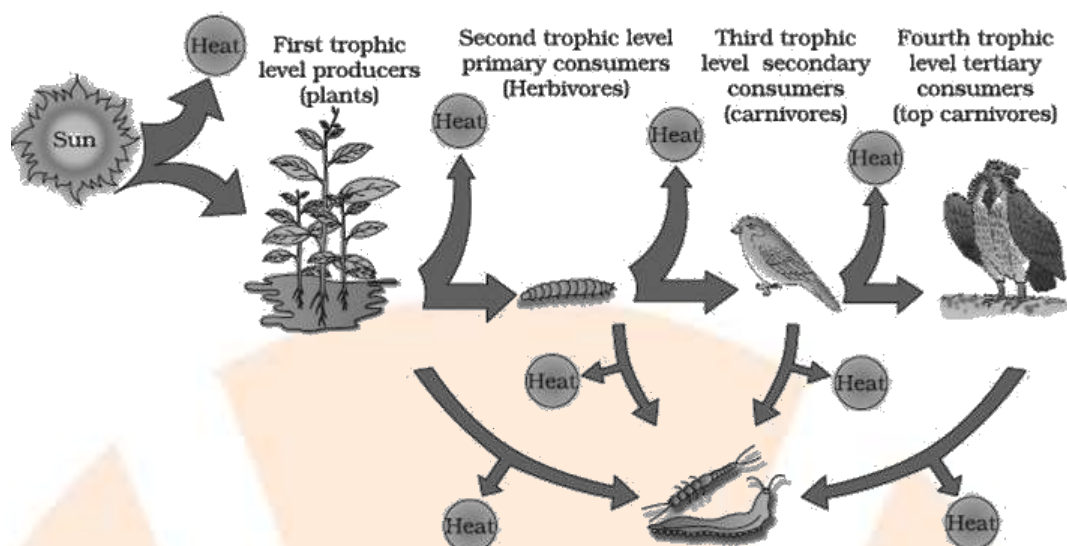 Heat
Sun
First trophic
level producers
(plants)
Second trophic level
primary consumers
(Herbivores)
Third trophic
level secondary
consumers
(carnivores)
Fourth trophic
level tertiary
consumers
(top carnivores)
Heat
Heat
Heat
Heat
Heat
Heat
Heat